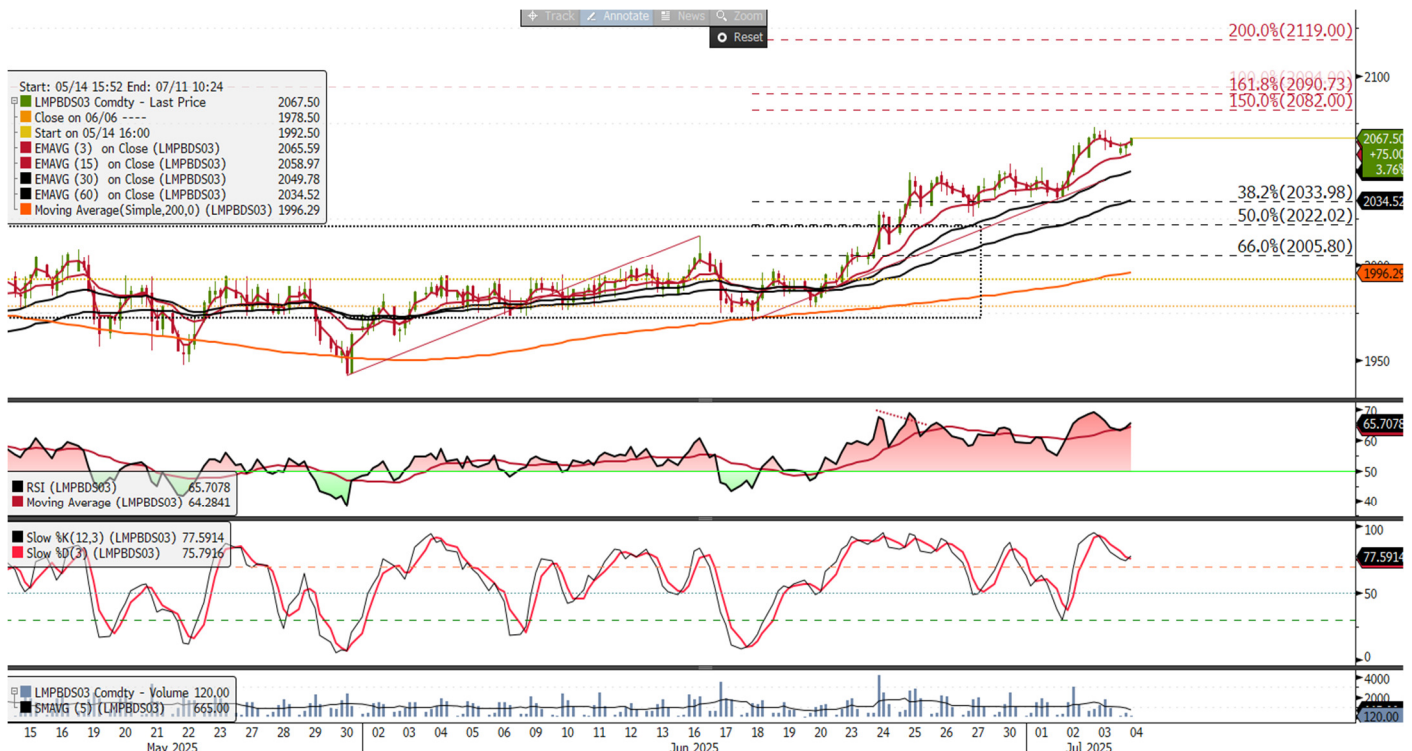 Track Annotate News Zoom
Reset
200.0%(2119.00)
2100
161.8%(2090.73)
150.0%(2082.00)
Start: 05/14 15:52 End: 07/11 10:24
LMPBDS03 Comdty - Last Price 2067.50
Close on 06/06 ---- 1978.50
Start on 05/14 16:00 1992.50
EMAVG (3) on Close (LMPBDS03) 2065.59
EMAVG (15) on Close (LMPBDS03) 2058.97
EMAVG (30) on Close (LMPBDS03) 2049.78
EMAVG (60) on Close (LMPBDS03) 2034.52
Moving Average(Simple,200,0) (LMPBDS03) 1996.29
2067.50
+75.00
3.76%
38.2%(2033.98)
2034.52
50.0%(2022.02)
66.0%(2005.80)
1996.29
1950
70
65.7078
60
50
40
RSI (LMPBDS03) 65.7078
Moving Average (LMPBDS03) 64.2841
100
Slow %K(12,3) (LMPBDS03) 77.5914
Slow %D(3) (LMPBDS03) 75.7916
77.5914
50
0
LMPBDS03 Comdty - Volume 120.00
SMAVG (5) (LMPBDS03) 665.00
4000
2000
120.00
15 16 19 20 21 22 23 27 28 29 30 02 03 04 05 06 09 10 11 12 13 16 17 18 19 20 23 24 25 26 27 30 01 02 03 04
May 2025 Jun 2025 Jul 2025